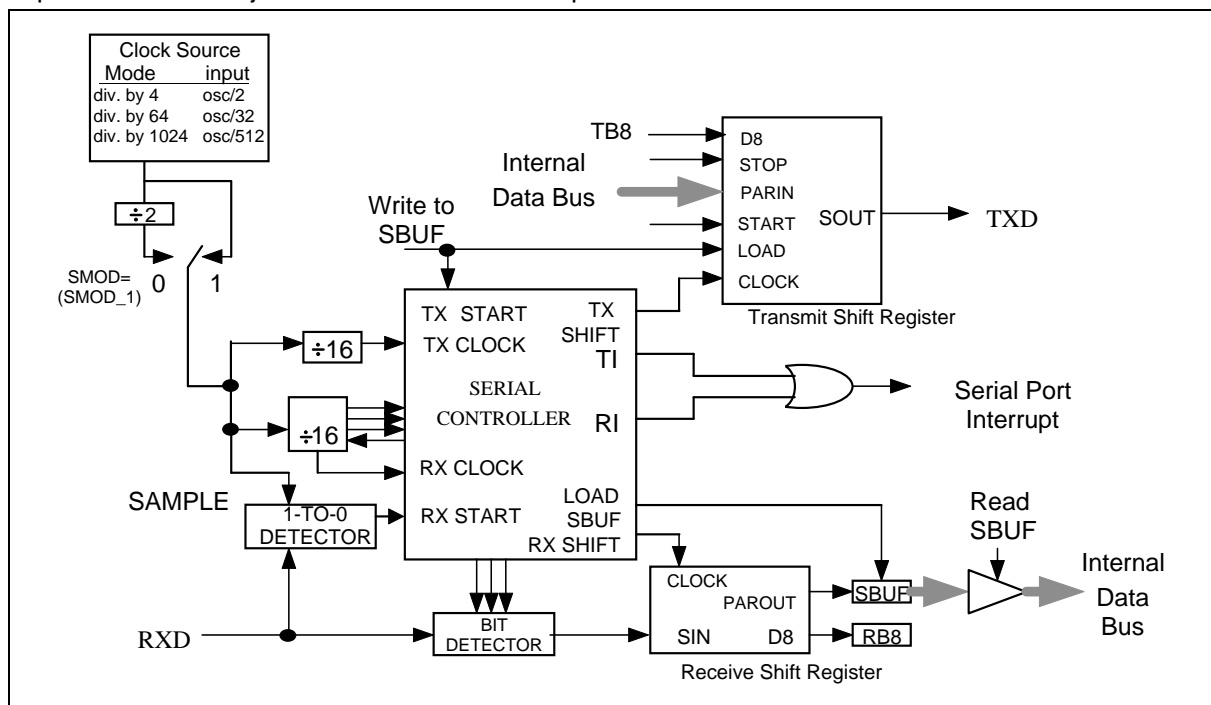 Clock Source
Mode input
div. by 4 osc/2
div. by 64 osc/32
div. by 1024 osc/512
÷2
SMOD=
(SMOD_1)
0 1
TB8
Internal
Data Bus
D8
STOP
PARIN
START
LOAD
CLOCK
SOUT
TXD
Transmit Shift Register
Write to
SBUF
TX START
TX CLOCK
SERIAL
CONTROLLER
RX CLOCK
RX START
TX
SHIFT
TI
RI
LOAD
SBUF
RX SHIFT
÷16
÷16
Serial Port
Interrupt
SAMPLE
1-TO-0
DETECTOR
RXD
BIT
DETECTOR
CLOCK
PAROUT
SIN D8
Receive Shift Register
SBUF
RB8
Read
SBUF
Internal
Data
Bus